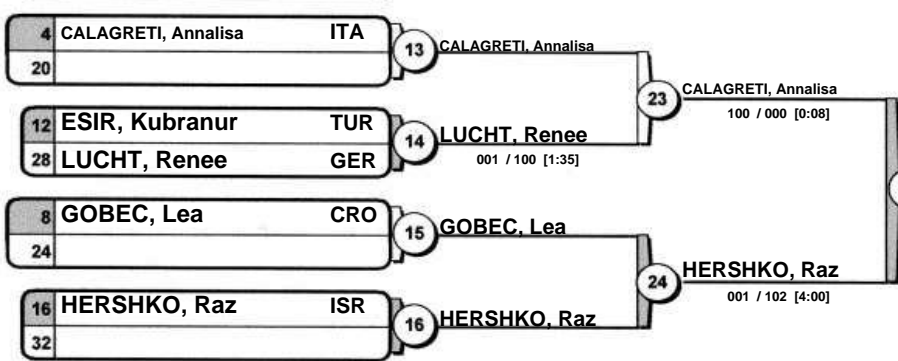 4 CALAGRETI, Annalisa ITA
20
13 CALAGRETI, Annalisa
12 ESIR, Kubranur TUR
28 LUCHT, Renee GER
14 LUCHT, Renee
001 / 100 [1:35]
23 CALAGRETI, Annalisa
100 / 000 [0:08]
8 GOBEC, Lea CRO
24
15 GOBEC, Lea
16 HERSHKO, Raz ISR
32
16 HERSHKO, Raz
24 HERSHKO, Raz
001 / 102 [4:00]